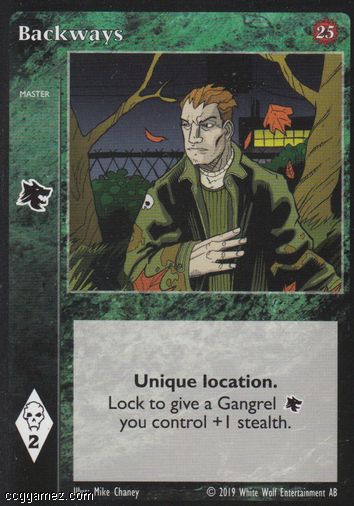 Backways
25
MASTER
Unique location.
Lock to give a Gangrel
you control +1 stealth.
2
Illus: Mike Chaney © 2019 White Wolf Entertainment AB
ccggamez.com